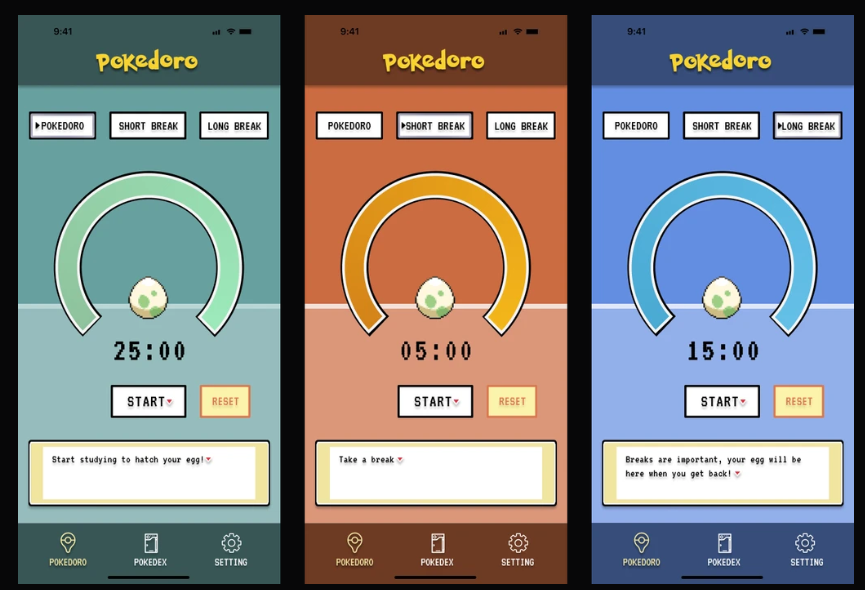 9:41
Pokedoro
POKEDORO SHORT BREAK LONG BREAK
25:00
START RESET
Start studying to hatch your egg!
POKEDORO POKEDEX SETTING
9:41
Pokedoro
POKEDORO SHORT BREAK LONG BREAK
05:00
START RESET
Take a break
POKEDORO POKEDEX SETTING
9:41
Pokedoro
POKEDORO SHORT BREAK LONG BREAK
15:00
START RESET
Breaks are important, your egg will be
here when you get back!
POKEDORO POKEDEX SETTING